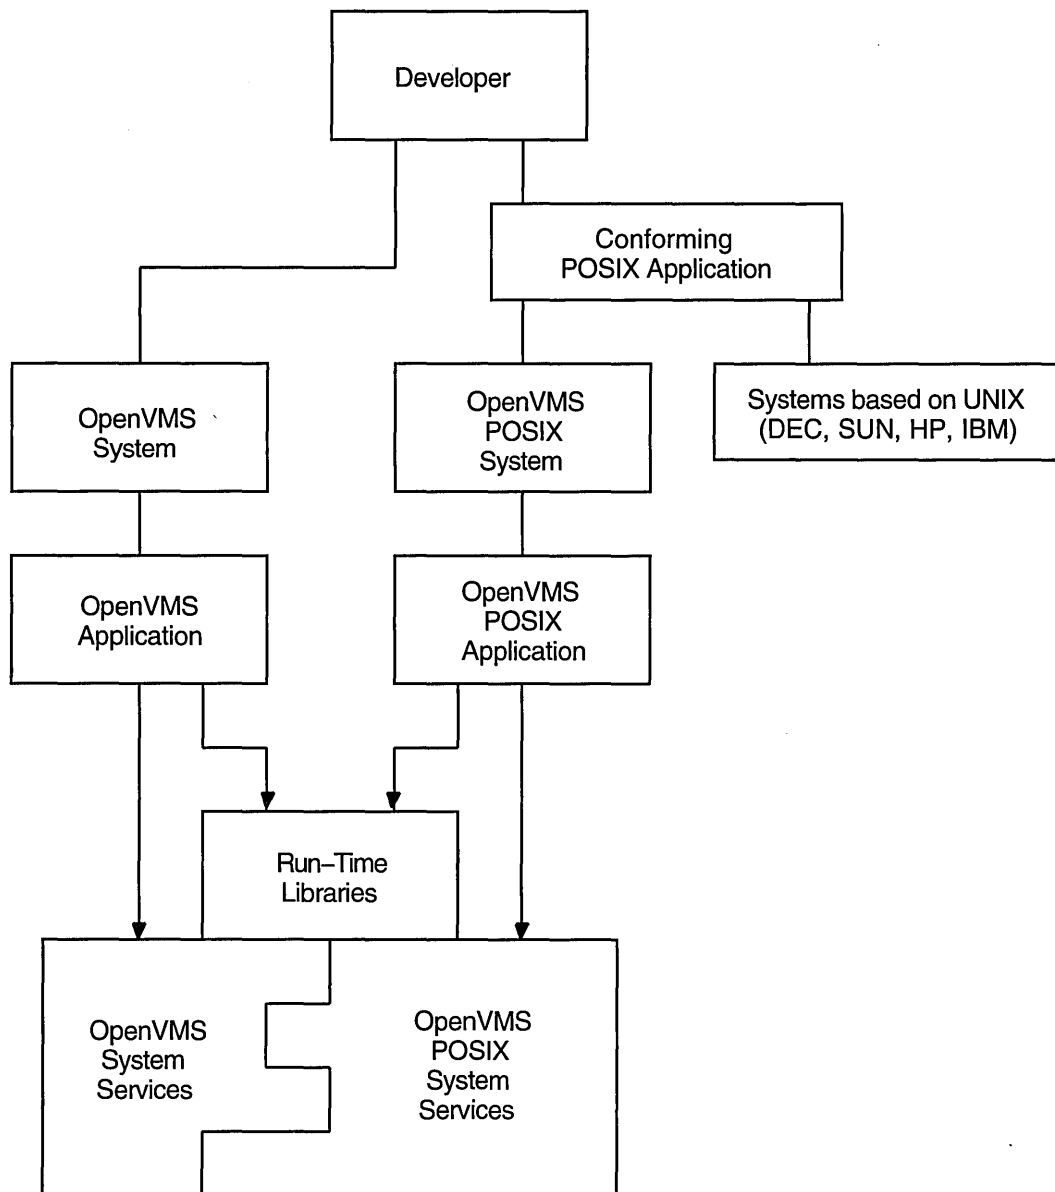 Developer
Conforming
POSIX Application
OpenVMS
System
OpenVMS
POSIX
System
Systems based on UNIX
(DEC, SUN, HP, IBM)
OpenVMS
Application
OpenVMS
POSIX
Application
Run–Time
Libraries
OpenVMS
System
Services
OpenVMS
POSIX
System
Services